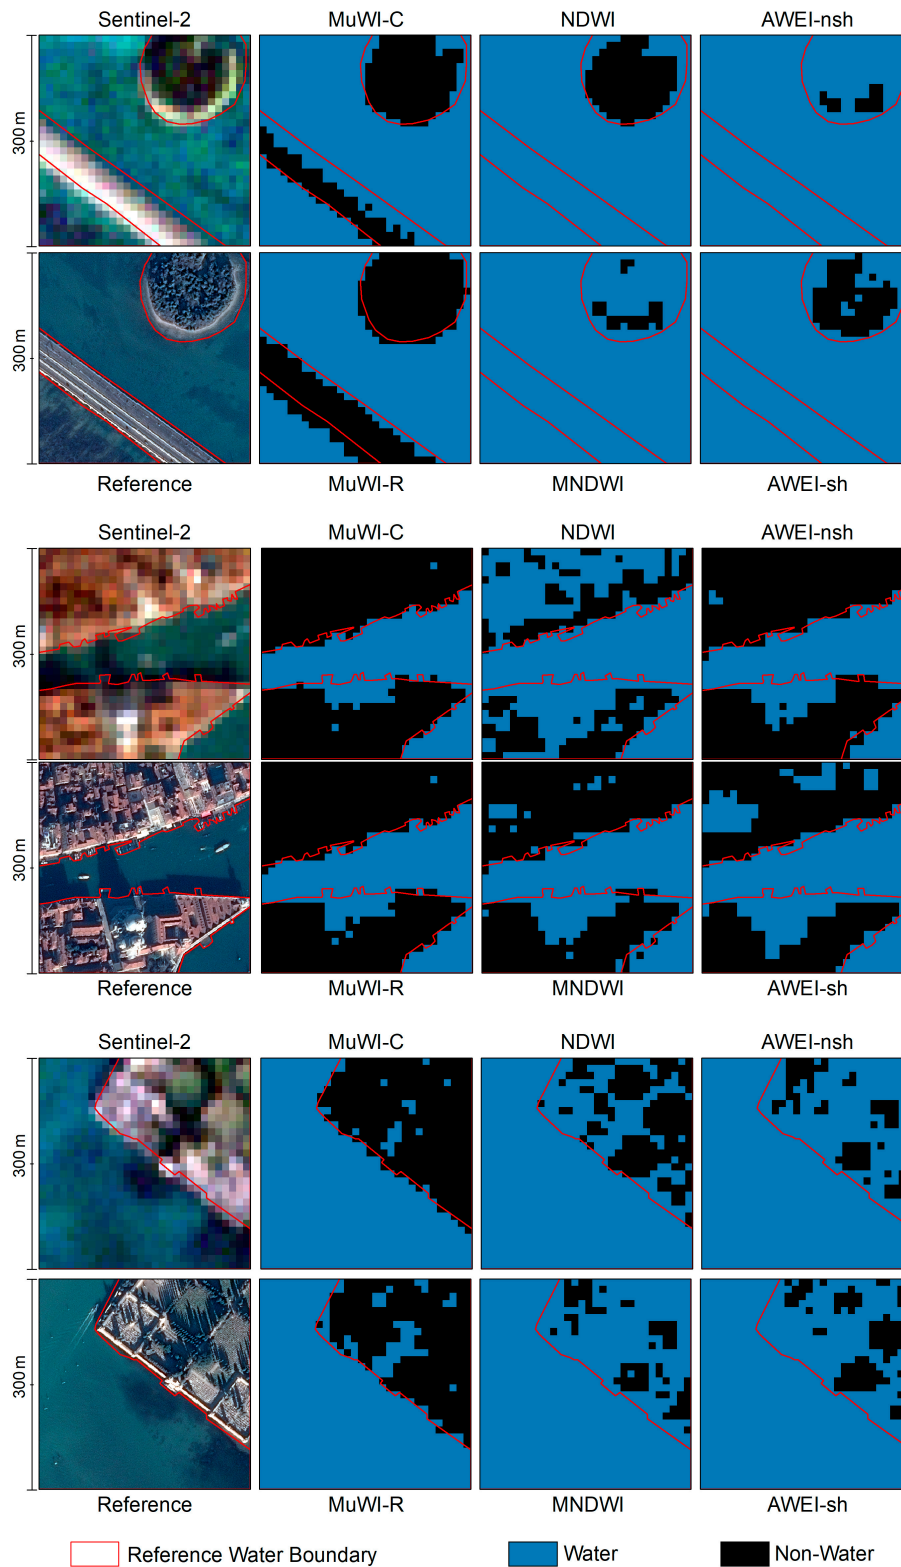 Sentinel-2 MuWI-C NDWI AWEI-nsh
300 m
300 m
Reference MuWI-R MNDWI AWEI-sh
Sentinel-2 MuWI-C NDWI AWEI-nsh
300 m
300 m
Reference MuWI-R MNDWI AWEI-sh
Sentinel-2 MuWI-C NDWI AWEI-nsh
300 m
300 m
Reference MuWI-R MNDWI AWEI-sh
Reference Water Boundary Water Non-Water